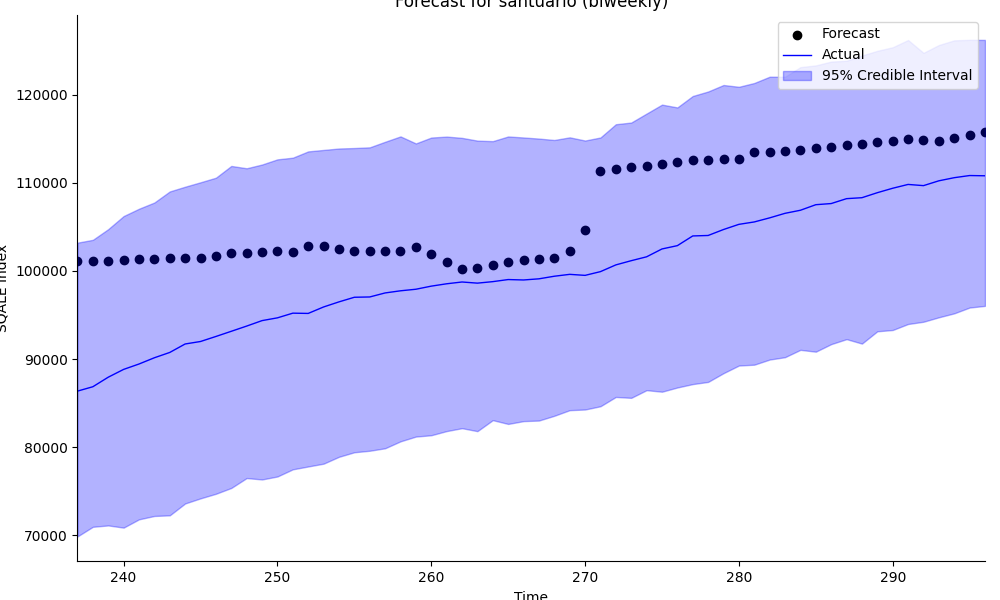 Forecast for santuario (biweekly)
Forecast
Actual
95% Credible Interval
120000
110000
100000
90000
80000
70000
SQALE Index
240
250
260
270
280
290
Time